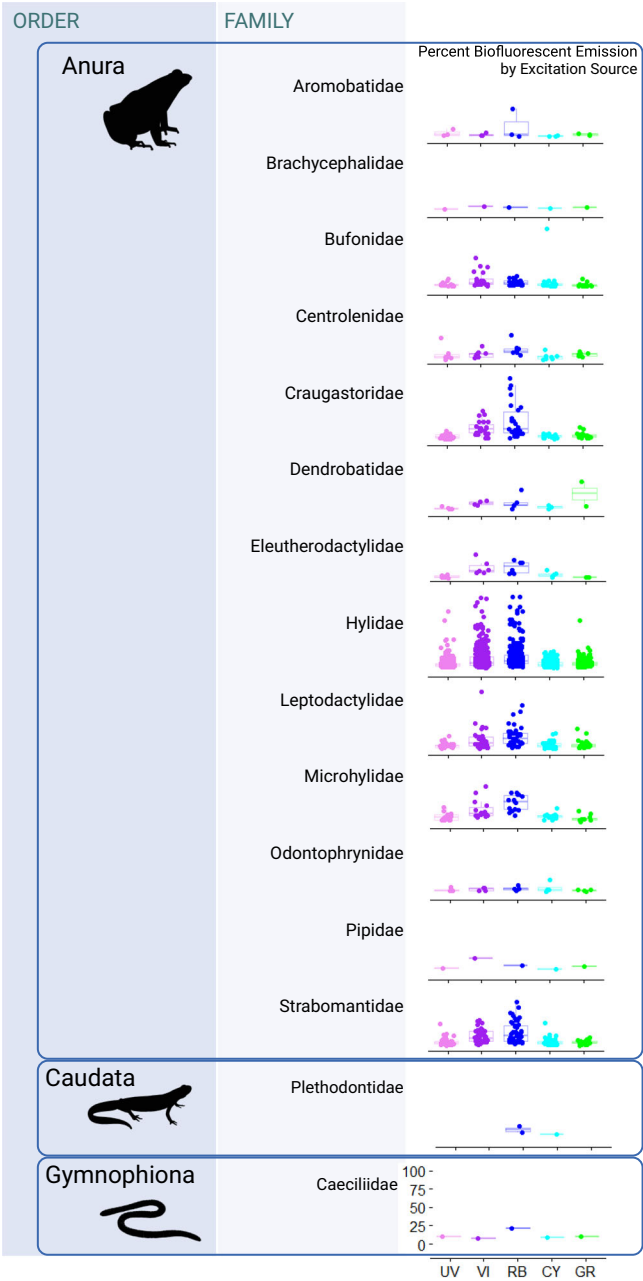 ORDER
FAMILY
Anura
Percent Biofluorescent Emission
by Excitation Source
Aromobatidae
Brachycephalidae
Bufonidae
Centrolenidae
Craugastoridae
Dendrobatidae
Eleutherodactylidae
Hylidae
Leptodactylidae
Microhylidae
Odontophrynidae
Pipidae
Strabomantidae
Caudata
Plethodontidae
Gymnophiona
Caeciliidae
100
75
50
25
0
UV VI RB CY GR